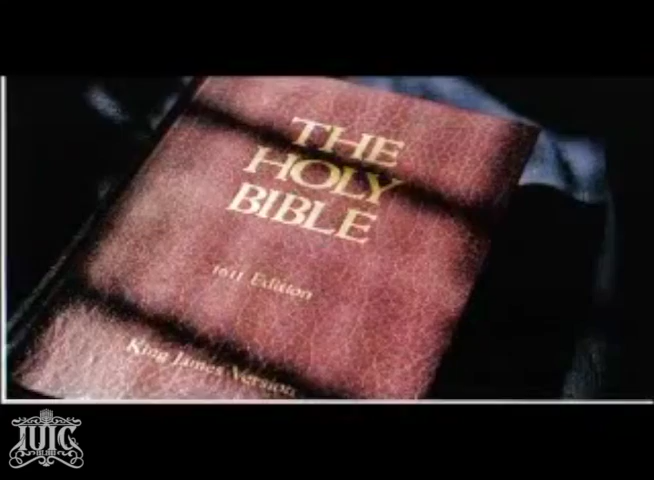 THE
HOLY
BIBLE
1611 Edition
King James Version
IUIC